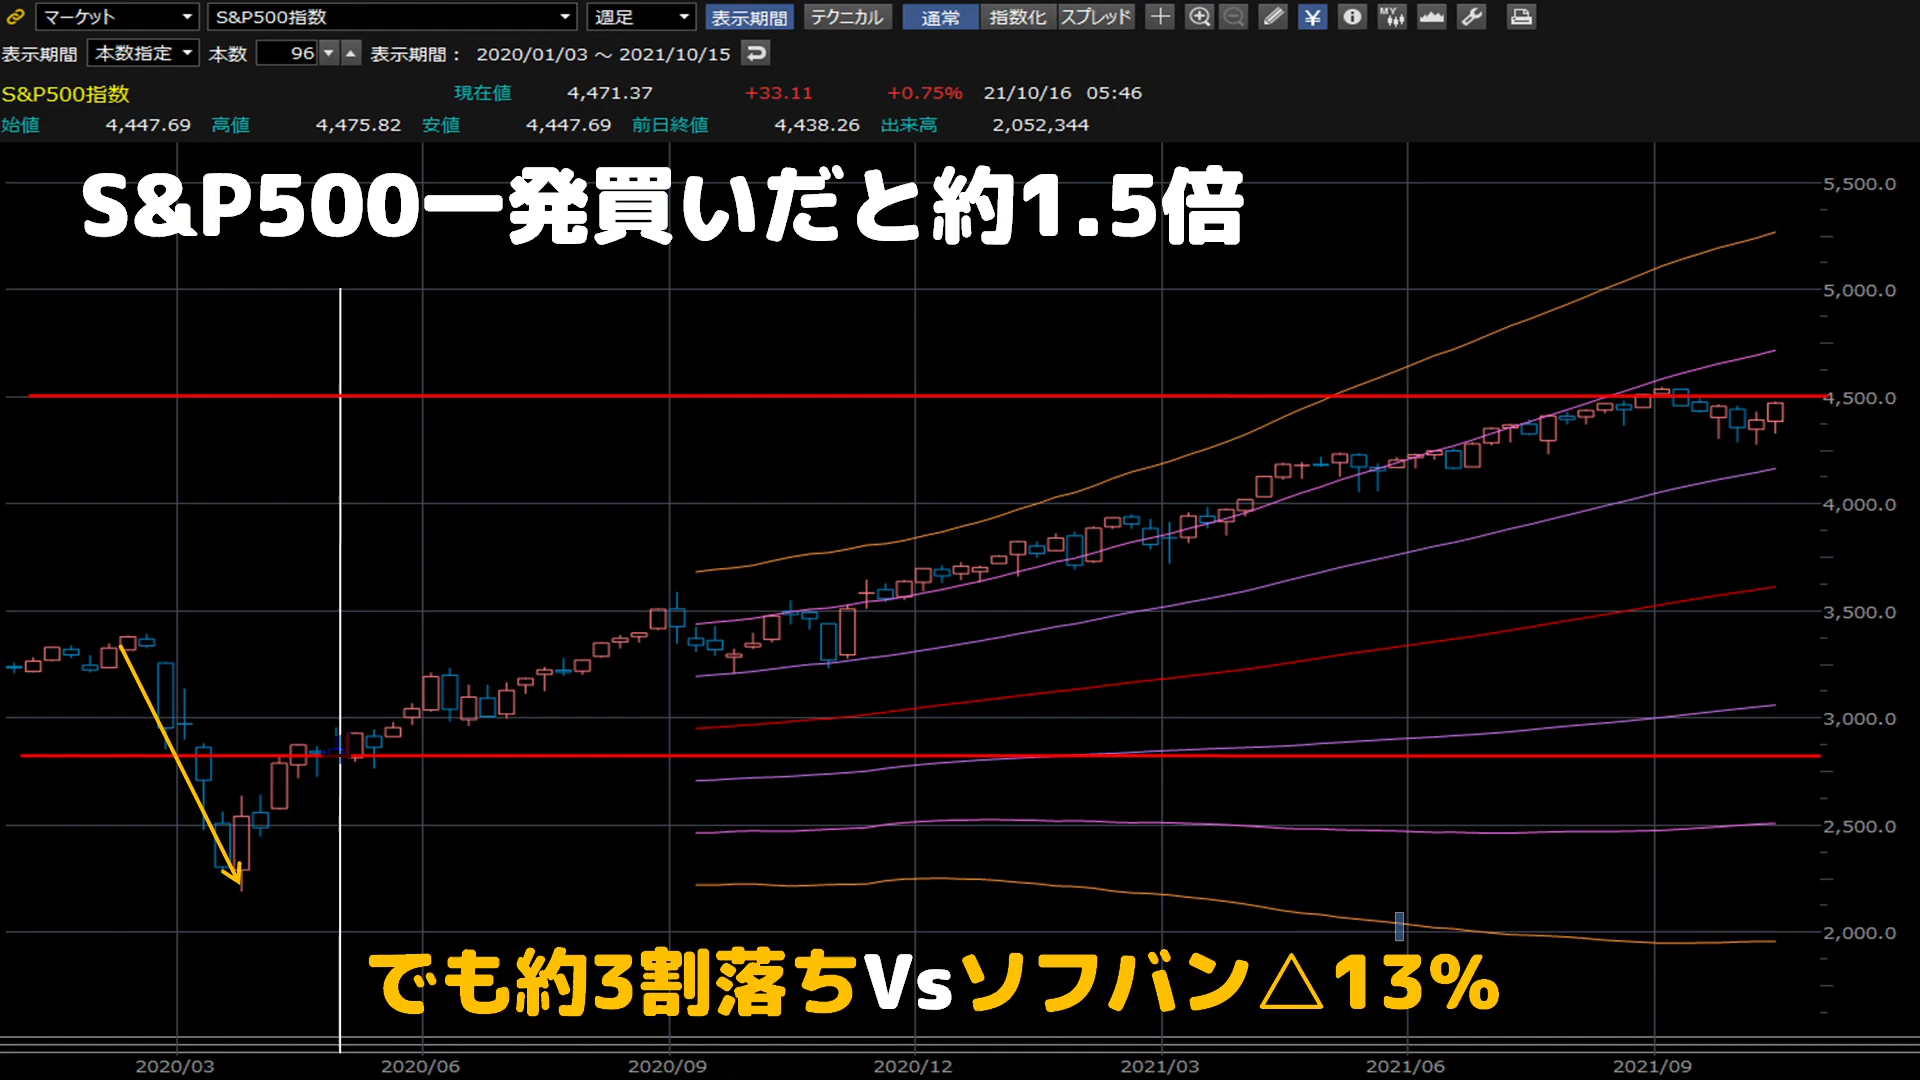 マーケット S&P500指数 週足 表示期間 テクニカル 通常 指数化 スプレッド ¥ MY
表示期間 本数指定 本数 96 表示期間： 2020/01/03 ～ 2021/10/15
S&P500指数 現在値 4,471.37 +33.11 +0.75% 21/10/16 05:46
始値 4,447.69 高値 4,475.82 安値 4,447.69 前日終値 4,438.26 出来高 2,052,344
S&P500一発買いだと約1.5倍
5,500.0
5,000.0
4,500.0
4,000.0
3,500.0
3,000.0
2,500.0
2,000.0
でも約3割落ちVsソフバン△13%
2020/03 2020/06 2020/09 2020/12 2021/03 2021/06 2021/09